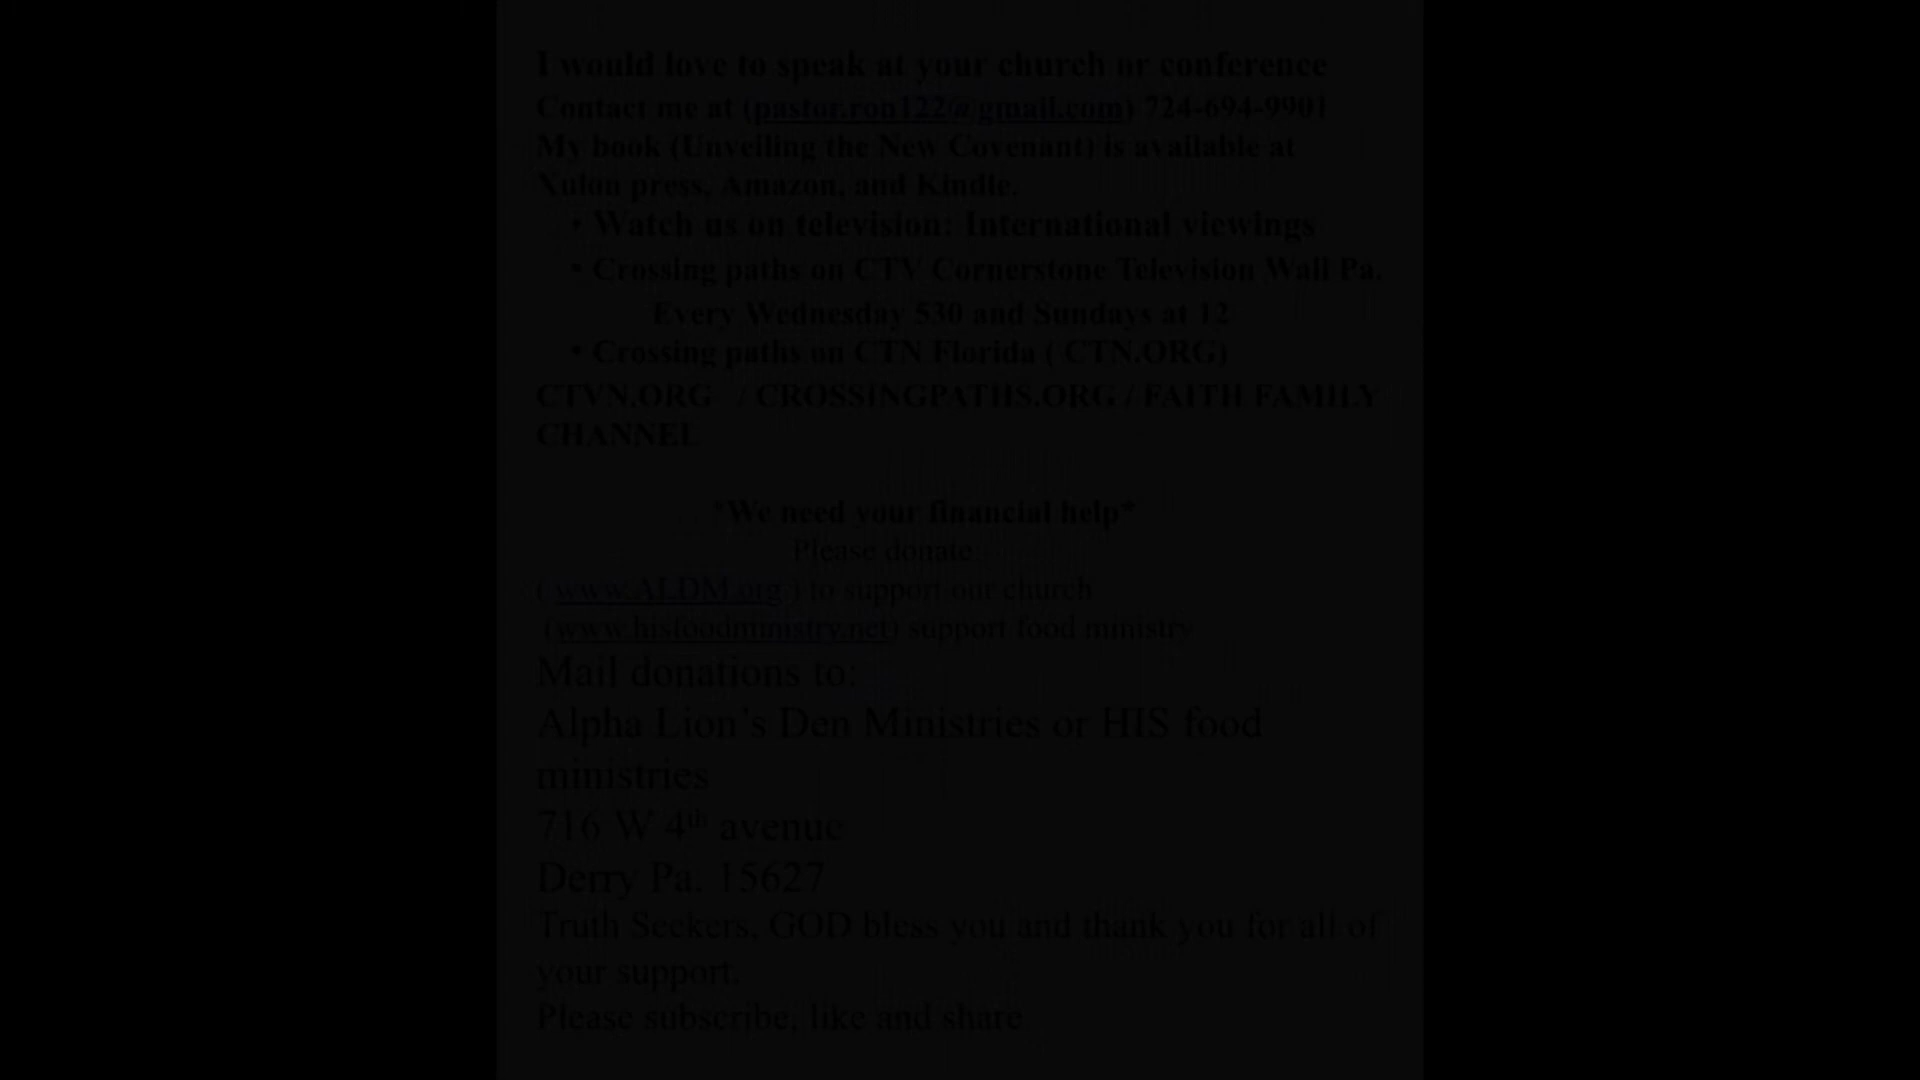 I would love to speak at your church or conference
Contact me at (pastor.ron122@gmail.com) 724-694-9901
My book (Unveiling the New Covenant) is available at
Xulon press, Amazon, and Kindle.
• Watch us on television: International viewings
• Crossing paths on CTV Cornerstone Television Wall Pa.
Every Wednesday 530 and Sundays at 12
• Crossing paths on CTN Florida ( CTN.ORG)
CTVN.ORG / CROSSINGPATHS.ORG / FAITH FAMILY
CHANNEL
*We need your financial help*
Please donate
( www.ALDM.org ) to support our church
(www.hisfoodministry.net) support food ministry
Mail donations to:
Alpha Lion's Den Ministries or HIS food
ministries
716 W 4th avenue
Derry Pa. 15627
Truth Seekers, GOD bless you and thank you for all of
your support.
Please subscribe, like and share